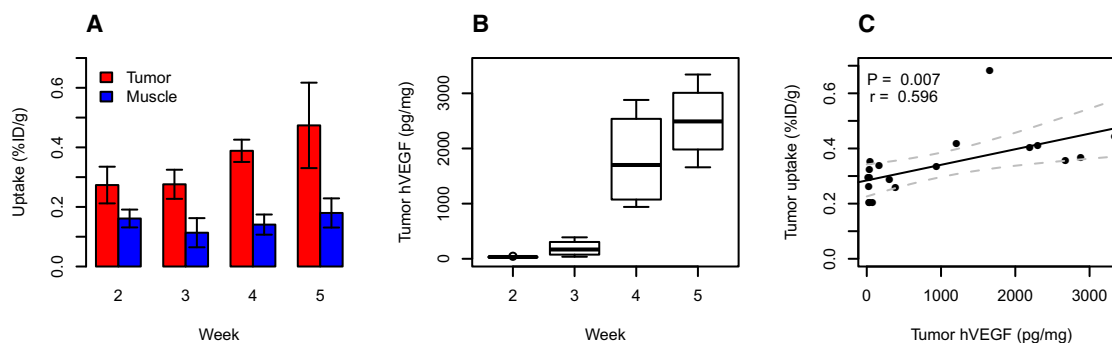 A
Uptake (%ID/g)
0.0 0.2 0.4 0.6
Tumor
Muscle
2 3 4 5
Week
B
Tumor hVEGF (pg/mg)
0 1000 2000 3000
2 3 4 5
Week
C
Tumor uptake (%ID/g)
0.0 0.2 0.4 0.6
P = 0.007
r = 0.596
0 1000 2000 3000
Tumor hVEGF (pg/mg)